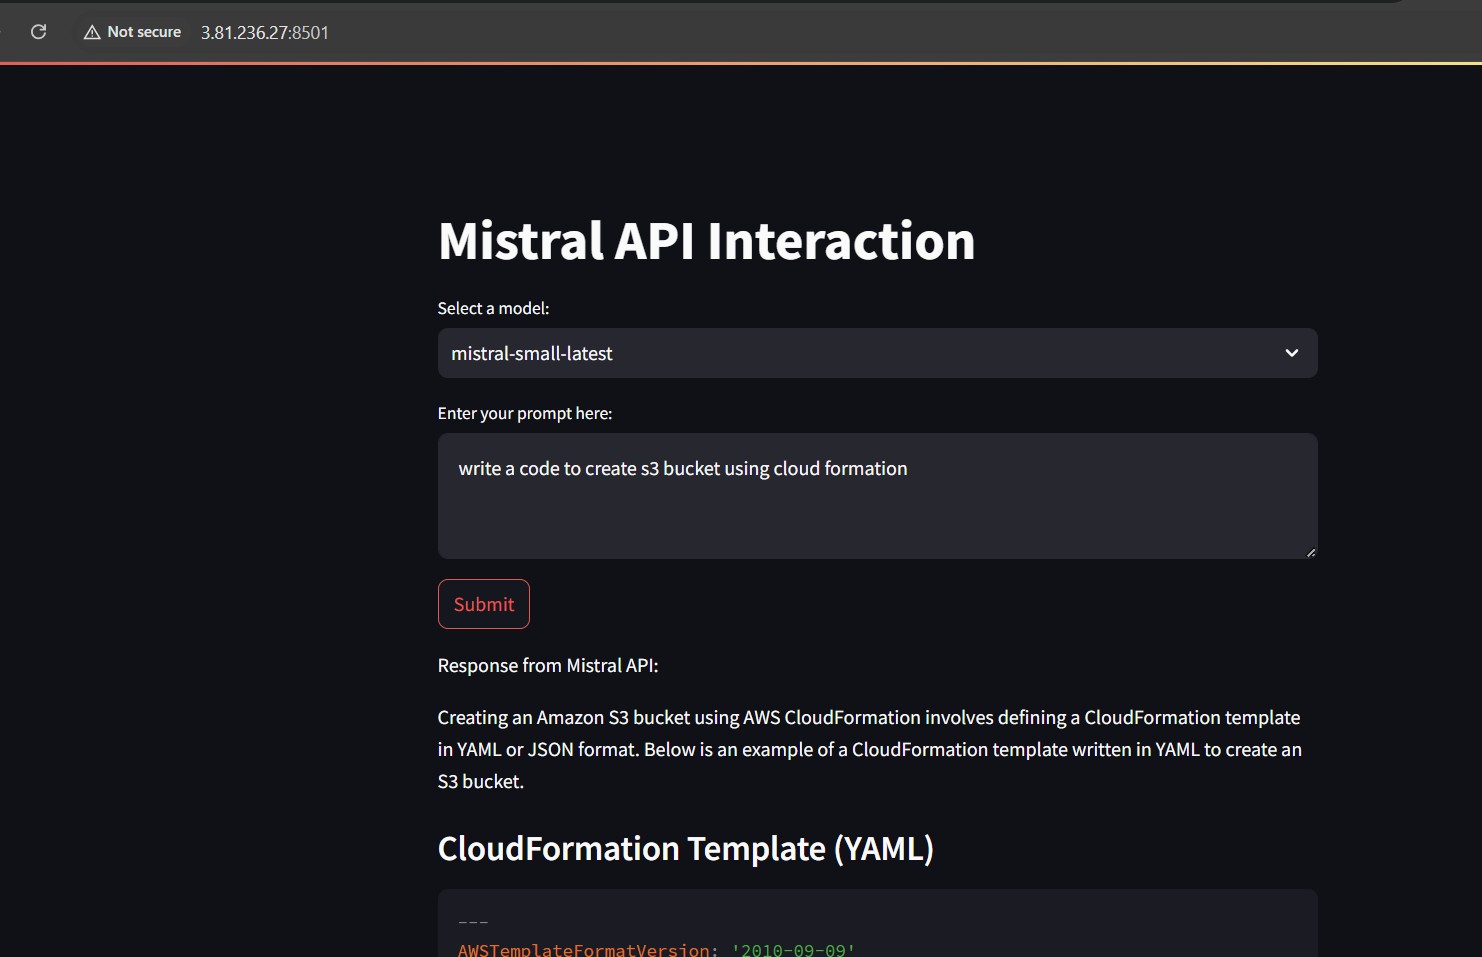 Not secure 3.81.236.27:8501
Mistral API Interaction
Select a model:
mistral-small-latest
Enter your prompt here:
write a code to create s3 bucket using cloud formation
Submit
Response from Mistral API:
Creating an Amazon S3 bucket using AWS CloudFormation involves defining a CloudFormation template
in YAML or JSON format. Below is an example of a CloudFormation template written in YAML to create an
S3 bucket.
CloudFormation Template (YAML)
---
AWSTemplateFormatVersion: '2010-09-09'